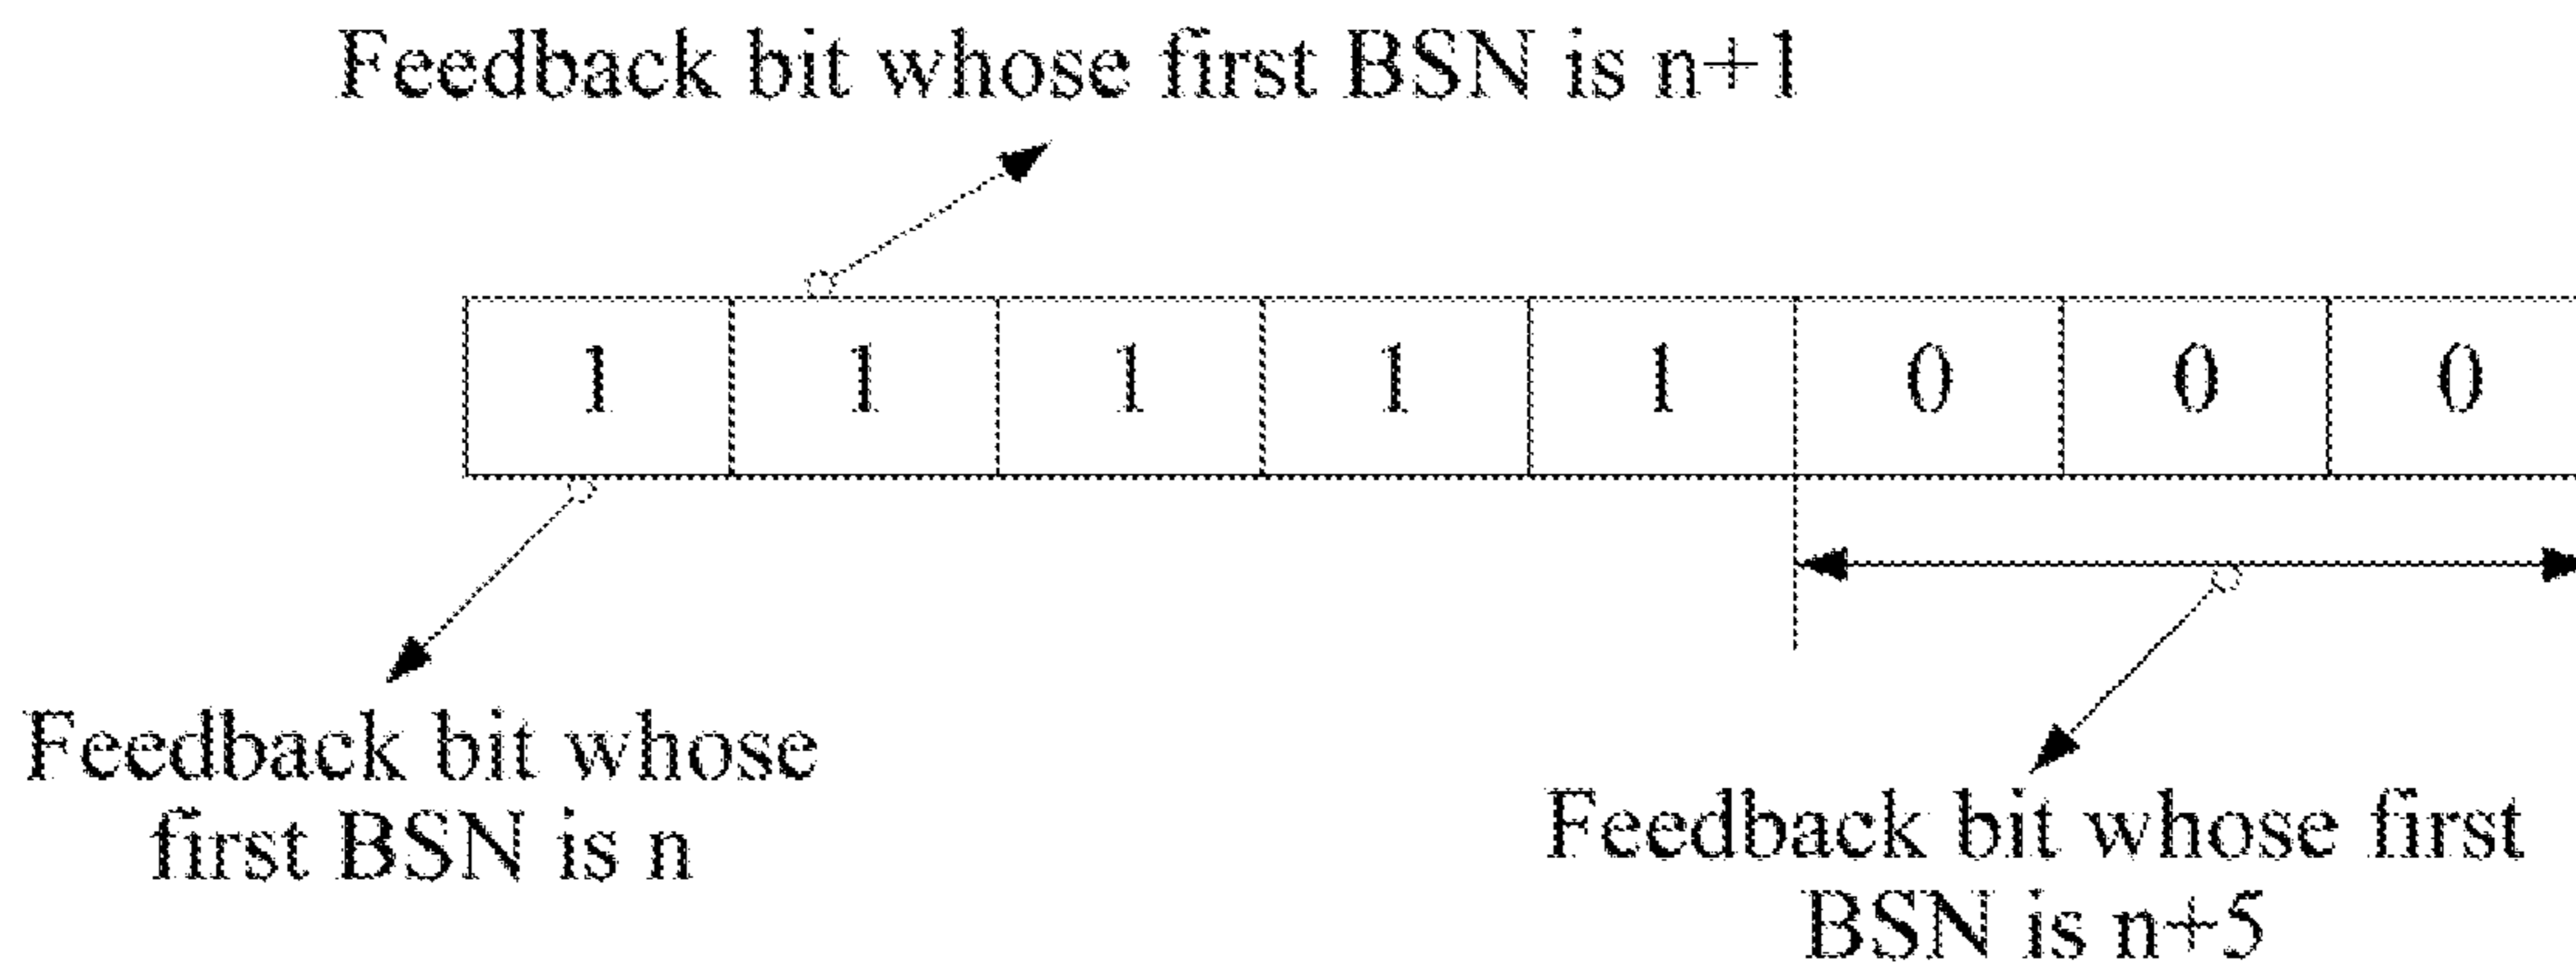 Feedback bit whose first BSN is n+1
1 1 1 1 1 0 0 0
Feedback bit whose
first BSN is n
Feedback bit whose first
BSN is n+5